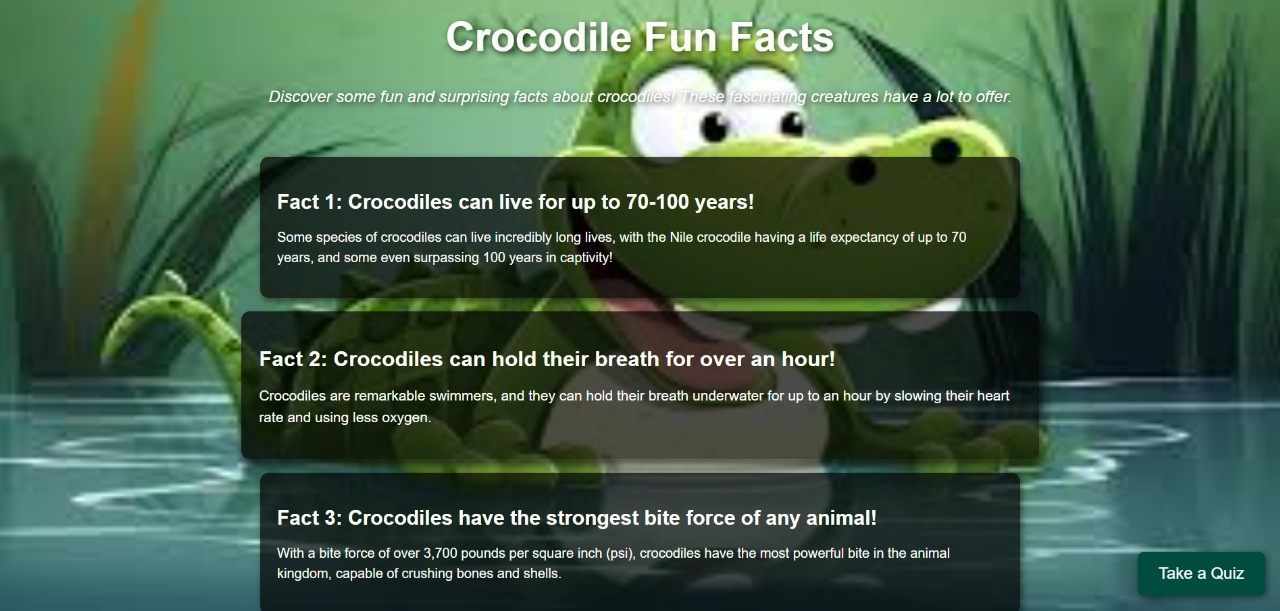 Crocodile Fun Facts
Discover some fun and surprising facts about crocodiles! These fascinating creatures have a lot to offer.
Fact 1: Crocodiles can live for up to 70-100 years!
Some species of crocodiles can live incredibly long lives, with the Nile crocodile having a life expectancy of up to 70
years, and some even surpassing 100 years in captivity!
Fact 2: Crocodiles can hold their breath for over an hour!
Crocodiles are remarkable swimmers, and they can hold their breath underwater for up to an hour by slowing their heart
rate and using less oxygen.
Fact 3: Crocodiles have the strongest bite force of any animal!
With a bite force of over 3,700 pounds per square inch (psi), crocodiles have the most powerful bite in the animal
kingdom, capable of crushing bones and shells.
Take a Quiz